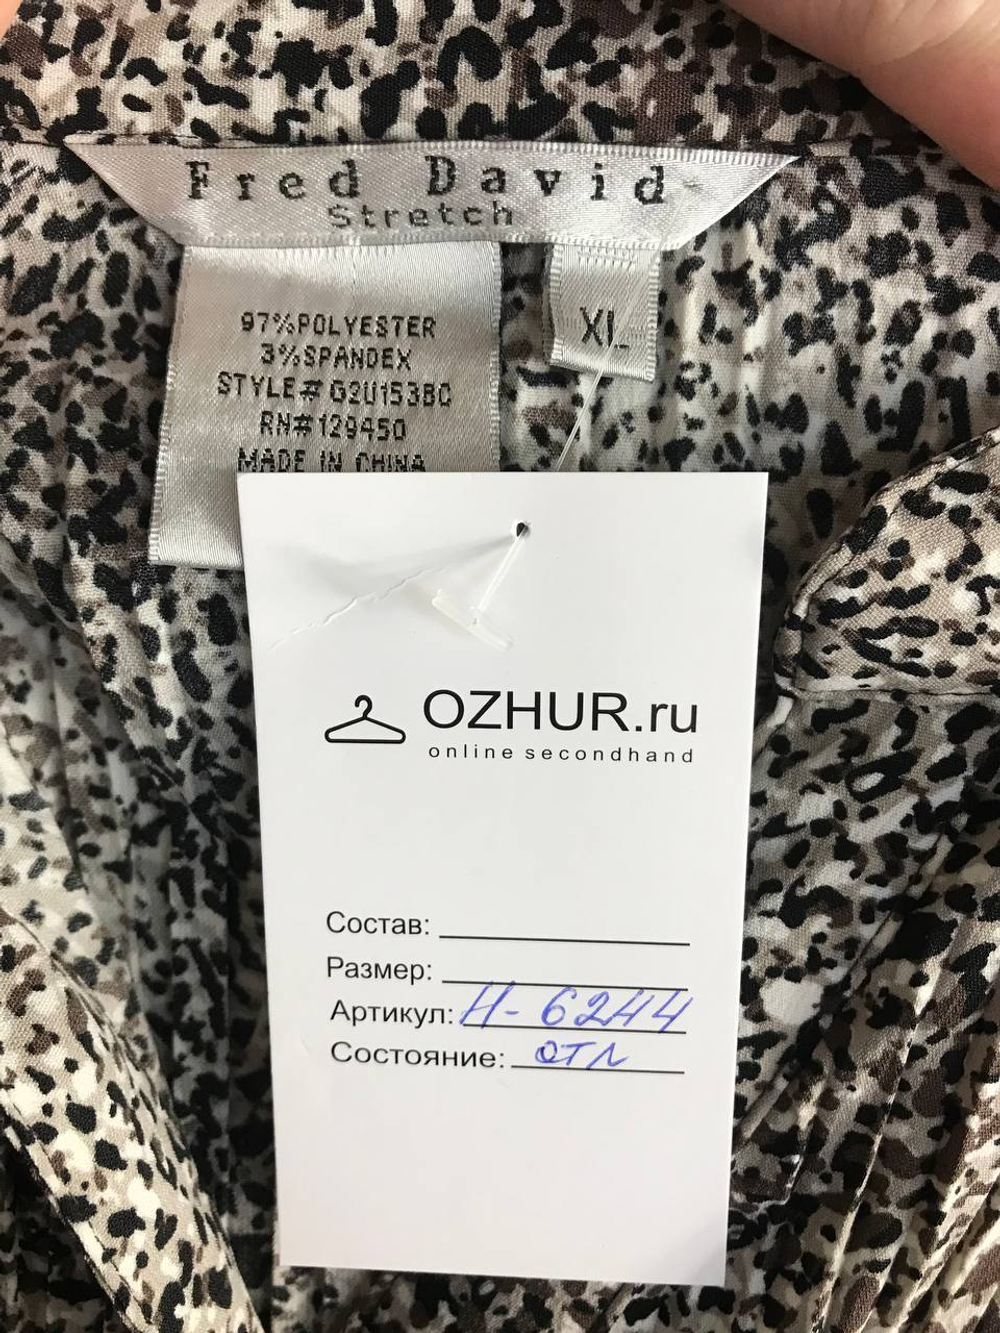 Fred David
Stretch
XL
97%POLYESTER
3%SPANDEX
STYLE# G2U1538C
RN#129450
MADE IN CHINA
OZHUR.ru
online secondhand
Состав:
Размер:
Артикул: Н- 6244
Состояние: отл